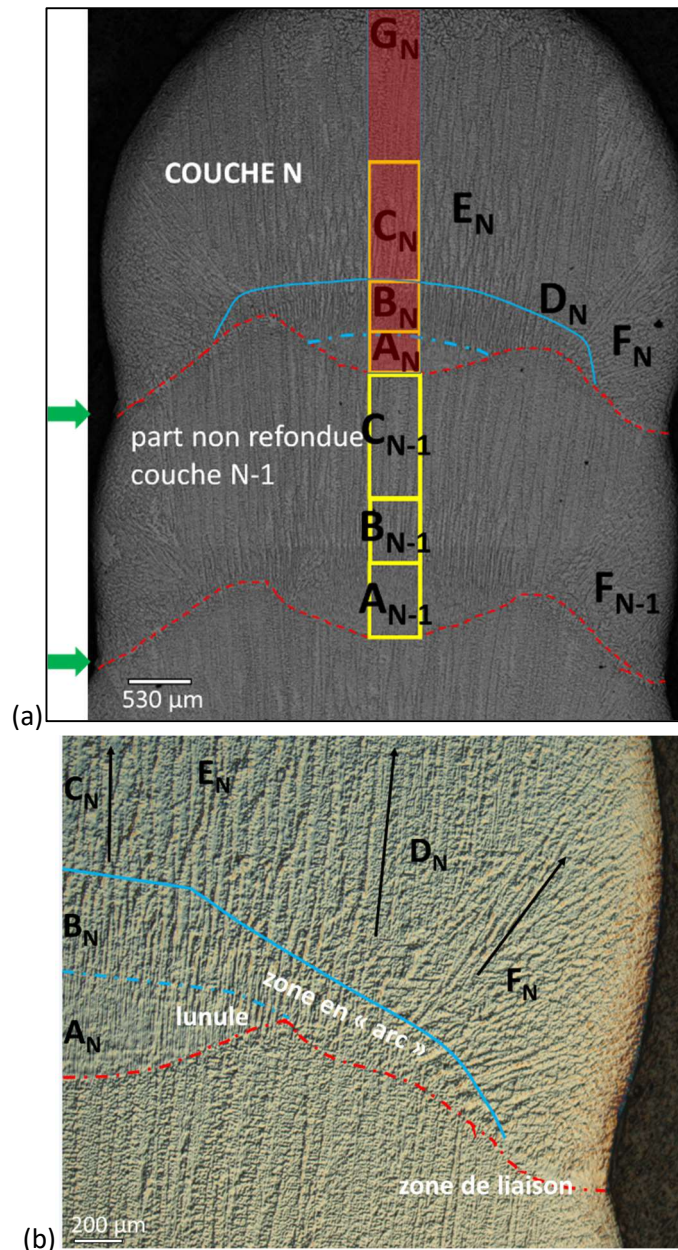 G_N
COUCHE N
E_N
C_N
B_N
D_N
A_N
F_N
C_N-1
part non refondue
couche N-1
B_N-1
A_N-1
F_N-1
530 µm
(a)
E_N
C_N
D_N
B_N
F_N
zone en « arc »
lunule
A_N
zone de liaison
200 µm
(b)